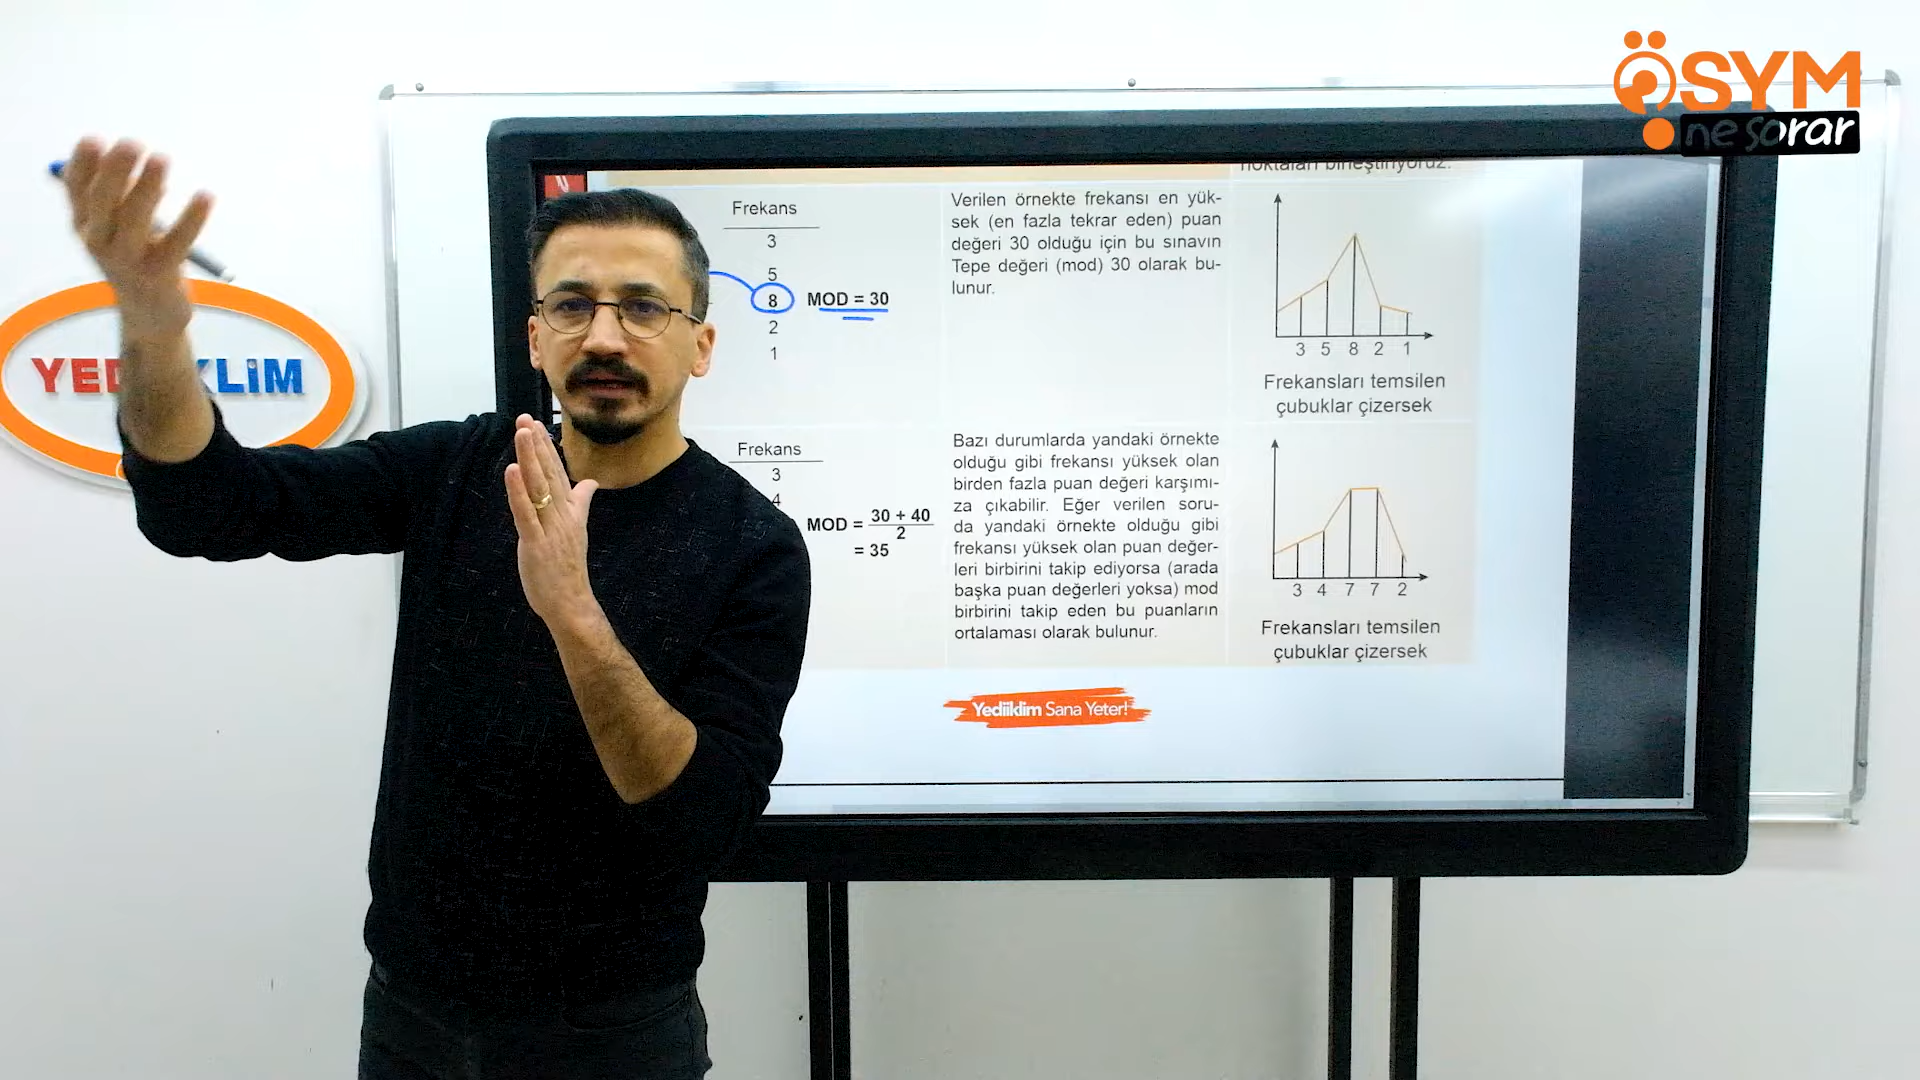 ÖSYM
ne sorar
noktaları birleştiriyoruz.
Frekans
3
5
8
2
1
MOD = 30
Verilen örnekte frekansı en yük-
sek (en fazla tekrar eden) puan
değeri 30 olduğu için bu sınavın
Tepe değeri (mod) 30 olarak bu-
lunur.
3 5 8 2 1
Frekansları temsilen
çubuklar çizersek
Frekans
3
4
MOD = 30 + 40
2
= 35
Bazı durumlarda yandaki örnekte
olduğu gibi frekansı yüksek olan
birden fazla puan değeri karşımı-
za çıkabilir. Eğer verilen soru-
da yandaki örnekte olduğu gibi
frekansı yüksek olan puan değer-
leri birbirini takip ediyorsa (arada
başka puan değerleri yoksa) mod
birbirini takip eden bu puanların
ortalaması olarak bulunur.
3 4 7 7 2
Frekansları temsilen
çubuklar çizersek
Yediiklim Sana Yeter!